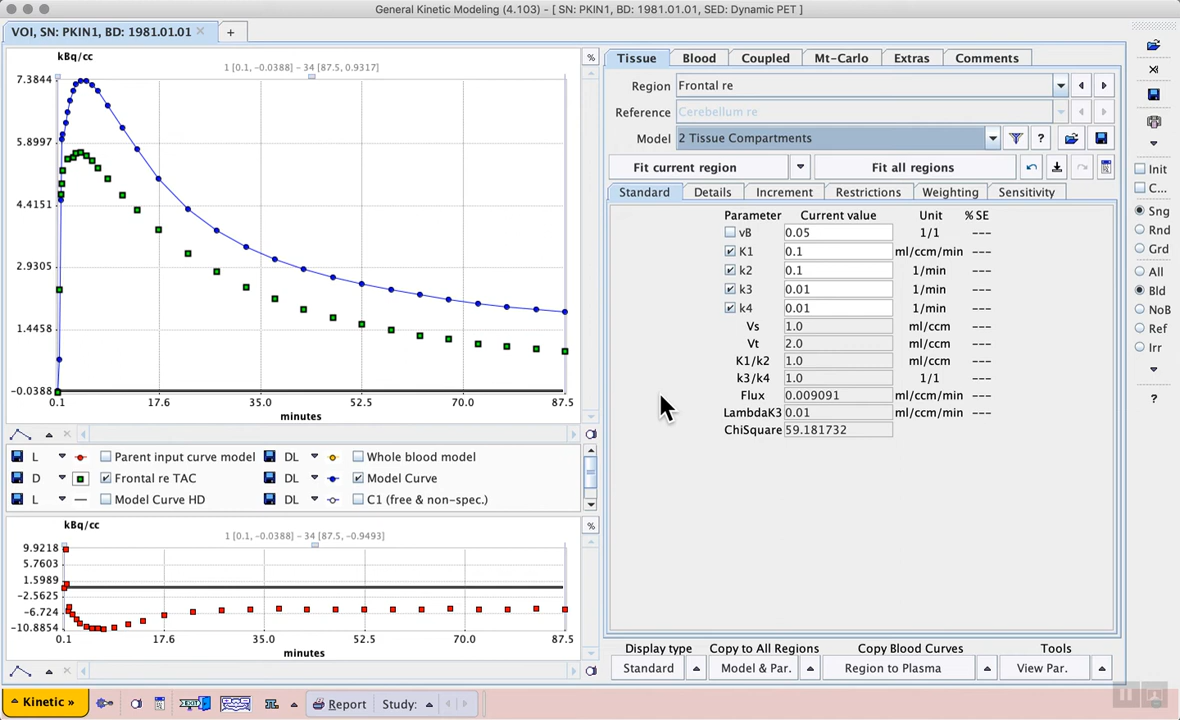 General Kinetic Modeling (4.103) - [ SN: PKIN1, BD: 1981.01.01, SED: Dynamic PET ]
VOI, SN: PKIN1, BD: 1981.01.01 ✕ +
kBq/cc
1 [0.1, -0.0388) - 34 [87.5, 0.9317)
%
7.3844
5.8997
4.4151
2.9305
1.4458
-0.0388
0.1 17.6 35.0 52.5 70.0 87.5
minutes
L Parent input curve model DL Whole blood model
D Frontal re TAC DL Model Curve
L Model Curve HD DL C1 (free & non-spec.)
kBq/cc
1 [0.1, -0.0388) - 34 [87.5, -0.9493)
%
9.9218
5.7603
1.5989
-2.5625
-6.724
-10.8854
0.1 17.6 35.0 52.5 70.0 87.5
minutes
Tissue Blood Coupled Mt-Carlo Extras Comments
Region Frontal re
Reference Cerebellum re
Model 2 Tissue Compartments ?
Fit current region Fit all regions
Standard Details Increment Restrictions Weighting Sensitivity
Parameter Current value Unit % SE
vB 0.05 1/1 ---
K1 0.1 ml/ccm/min ---
k2 0.1 1/min ---
k3 0.01 1/min ---
k4 0.01 1/min ---
Vs 1.0 ml/ccm ---
Vt 2.0 ml/ccm ---
K1/k2 1.0 ml/ccm ---
k3/k4 1.0 1/1 ---
Flux 0.009091 ml/ccm/min ---
LambdaK3 0.01 ml/ccm/min ---
ChiSquare 59.181732
Display type Copy to All Regions Copy Blood Curves Tools
Standard Model & Par. Region to Plasma View Par.
Init
C...
Sng
Rnd
Grd
All
Bld
NoB
Ref
Irr
?
Kinetic » Report Study: